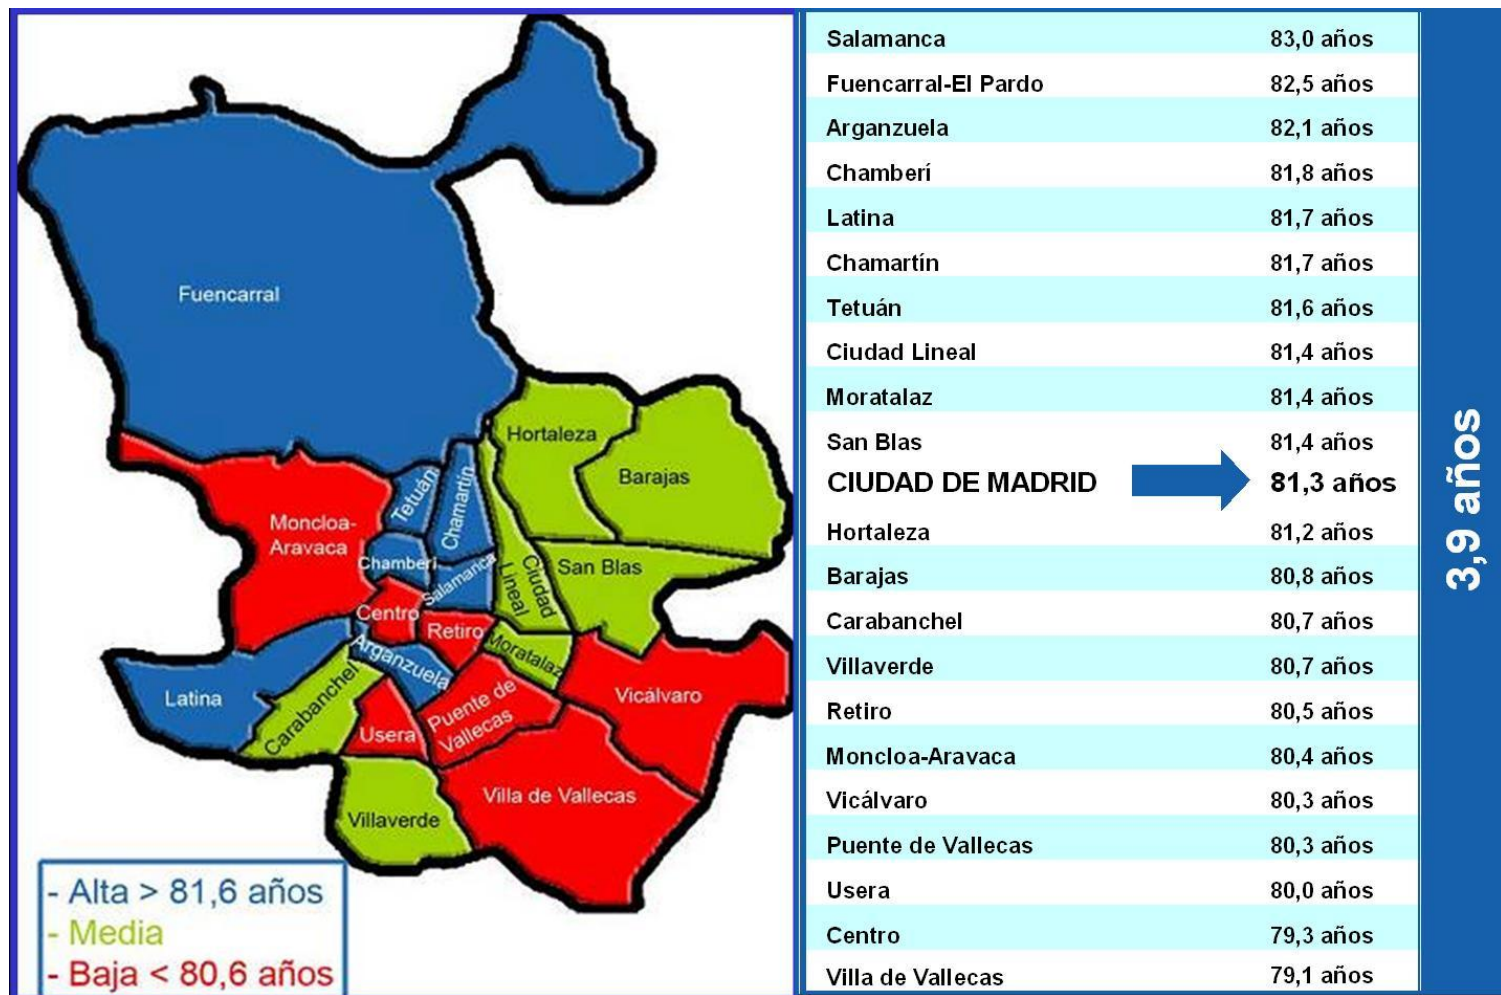 Fuencarral
Hortaleza
Barajas
Tetuán
Chamartín
Moncloa-
Aravaca
Chamberí
Salamanca
Ciudad
Lineal
San Blas
Centro
Retiro
Moratalaz
Arganzuela
Latina
Carabanchel
Usera
Puente de
Vallecas
Vicálvaro
Villa de Vallecas
Villaverde
- Alta > 81,6 años
- Media
- Baja < 80,6 años
Salamanca 83,0 años
Fuencarral-El Pardo 82,5 años
Arganzuela 82,1 años
Chamberí 81,8 años
Latina 81,7 años
Chamartín 81,7 años
Tetuán 81,6 años
Ciudad Lineal 81,4 años
Moratalaz 81,4 años
San Blas 81,4 años
CIUDAD DE MADRID 81,3 años
Hortaleza 81,2 años
Barajas 80,8 años
Carabanchel 80,7 años
Villaverde 80,7 años
Retiro 80,5 años
Moncloa-Aravaca 80,4 años
Vicálvaro 80,3 años
Puente de Vallecas 80,3 años
Usera 80,0 años
Centro 79,3 años
Villa de Vallecas 79,1 años
3,9 años